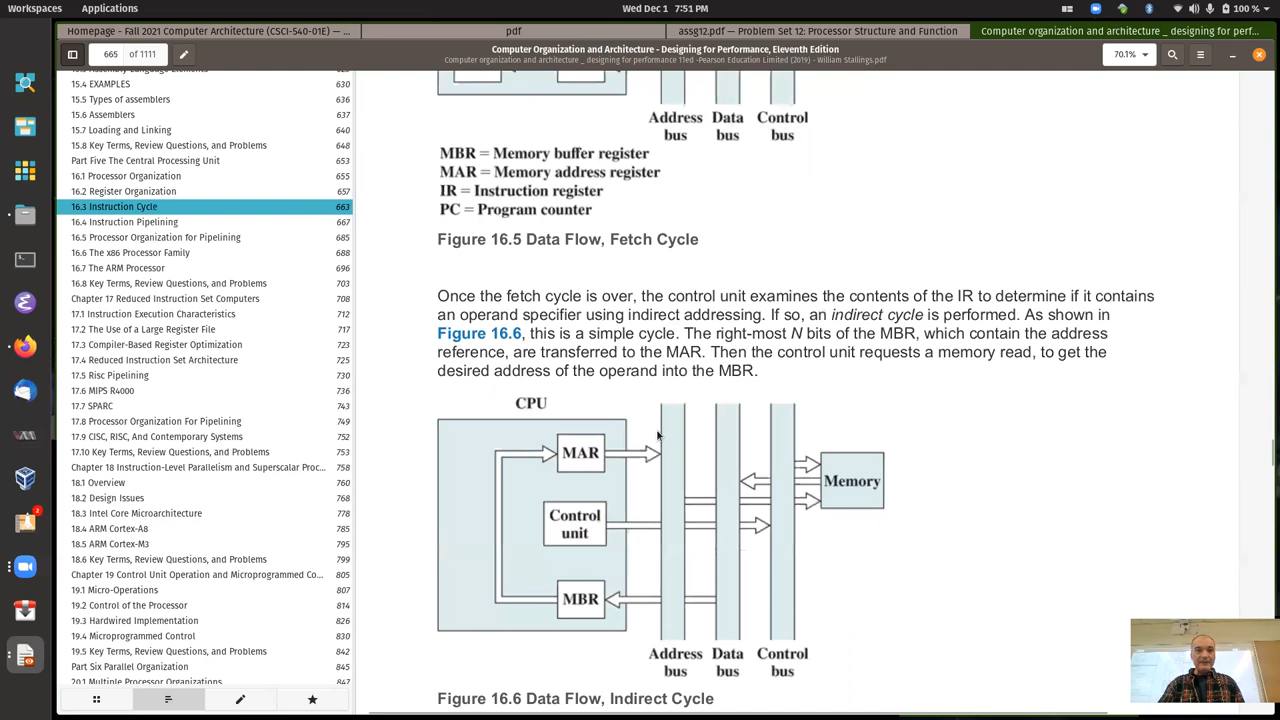 Workspaces Applications Wed Dec 1 7:51 PM 100 %
Homepage - Fall 2021 Computer Architecture (CSCI-540-01E) — ... pdf assg12.pdf — Problem Set 12: Processor Structure and Function Computer organization and architecture _ designing for perf...
665 of 1111 Computer Organization and Architecture - Designing for Performance, Eleventh Edition 70.1%
Computer organization and architecture _ designing for performance 11ed -Pearson Education Limited (2019) - William Stallings.pdf
15.4 EXAMPLES 630
15.5 Types of assemblers 636
15.6 Assemblers 637
15.7 Loading and Linking 640
15.8 Key Terms, Review Questions, and Problems 648
Part Five The Central Processing Unit 653
16.1 Processor Organization 655
16.2 Register Organization 657
16.3 Instruction Cycle 663
16.4 Instruction Pipelining 667
16.5 Processor Organization for Pipelining 685
16.6 The x86 Processor Family 688
16.7 The ARM Processor 696
16.8 Key Terms, Review Questions, and Problems 703
Chapter 17 Reduced Instruction Set Computers 708
17.1 Instruction Execution Characteristics 712
17.2 The Use of a Large Register File 717
17.3 Compiler-Based Register Optimization 723
17.4 Reduced Instruction Set Architecture 725
17.5 Risc Pipelining 730
17.6 MIPS R4000 736
17.7 SPARC 743
17.8 Processor Organization For Pipelining 749
17.9 CISC, RISC, And Contemporary Systems 752
17.10 Key Terms, Review Questions, and Problems 753
Chapter 18 Instruction-Level Parallelism and Superscalar Proc... 758
18.1 Overview 760
18.2 Design Issues 768
18.3 Intel Core Microarchitecture 778
18.4 ARM Cortex-A8 785
18.5 ARM Cortex-M3 795
18.6 Key Terms, Review Questions, and Problems 799
Chapter 19 Control Unit Operation and Microprogrammed Co... 805
19.1 Micro-Operations 807
19.2 Control of the Processor 814
19.3 Hardwired Implementation 826
19.4 Microprogrammed Control 830
19.5 Key Terms, Review Questions, and Problems 842
Part Six Parallel Organization 845
20.1 Multiple Processor Organizations 847
2
Address Data Control
bus bus bus
MBR = Memory buffer register
MAR = Memory address register
IR = Instruction register
PC = Program counter
Figure 16.5 Data Flow, Fetch Cycle
Once the fetch cycle is over, the control unit examines the contents of the IR to determine if it contains
an operand specifier using indirect addressing. If so, an indirect cycle is performed. As shown in
Figure 16.6, this is a simple cycle. The right-most N bits of the MBR, which contain the address
reference, are transferred to the MAR. Then the control unit requests a memory read, to get the
desired address of the operand into the MBR.
CPU
MAR
Memory
Control
unit
MBR
Address Data Control
bus bus bus
Figure 16.6 Data Flow, Indirect Cycle